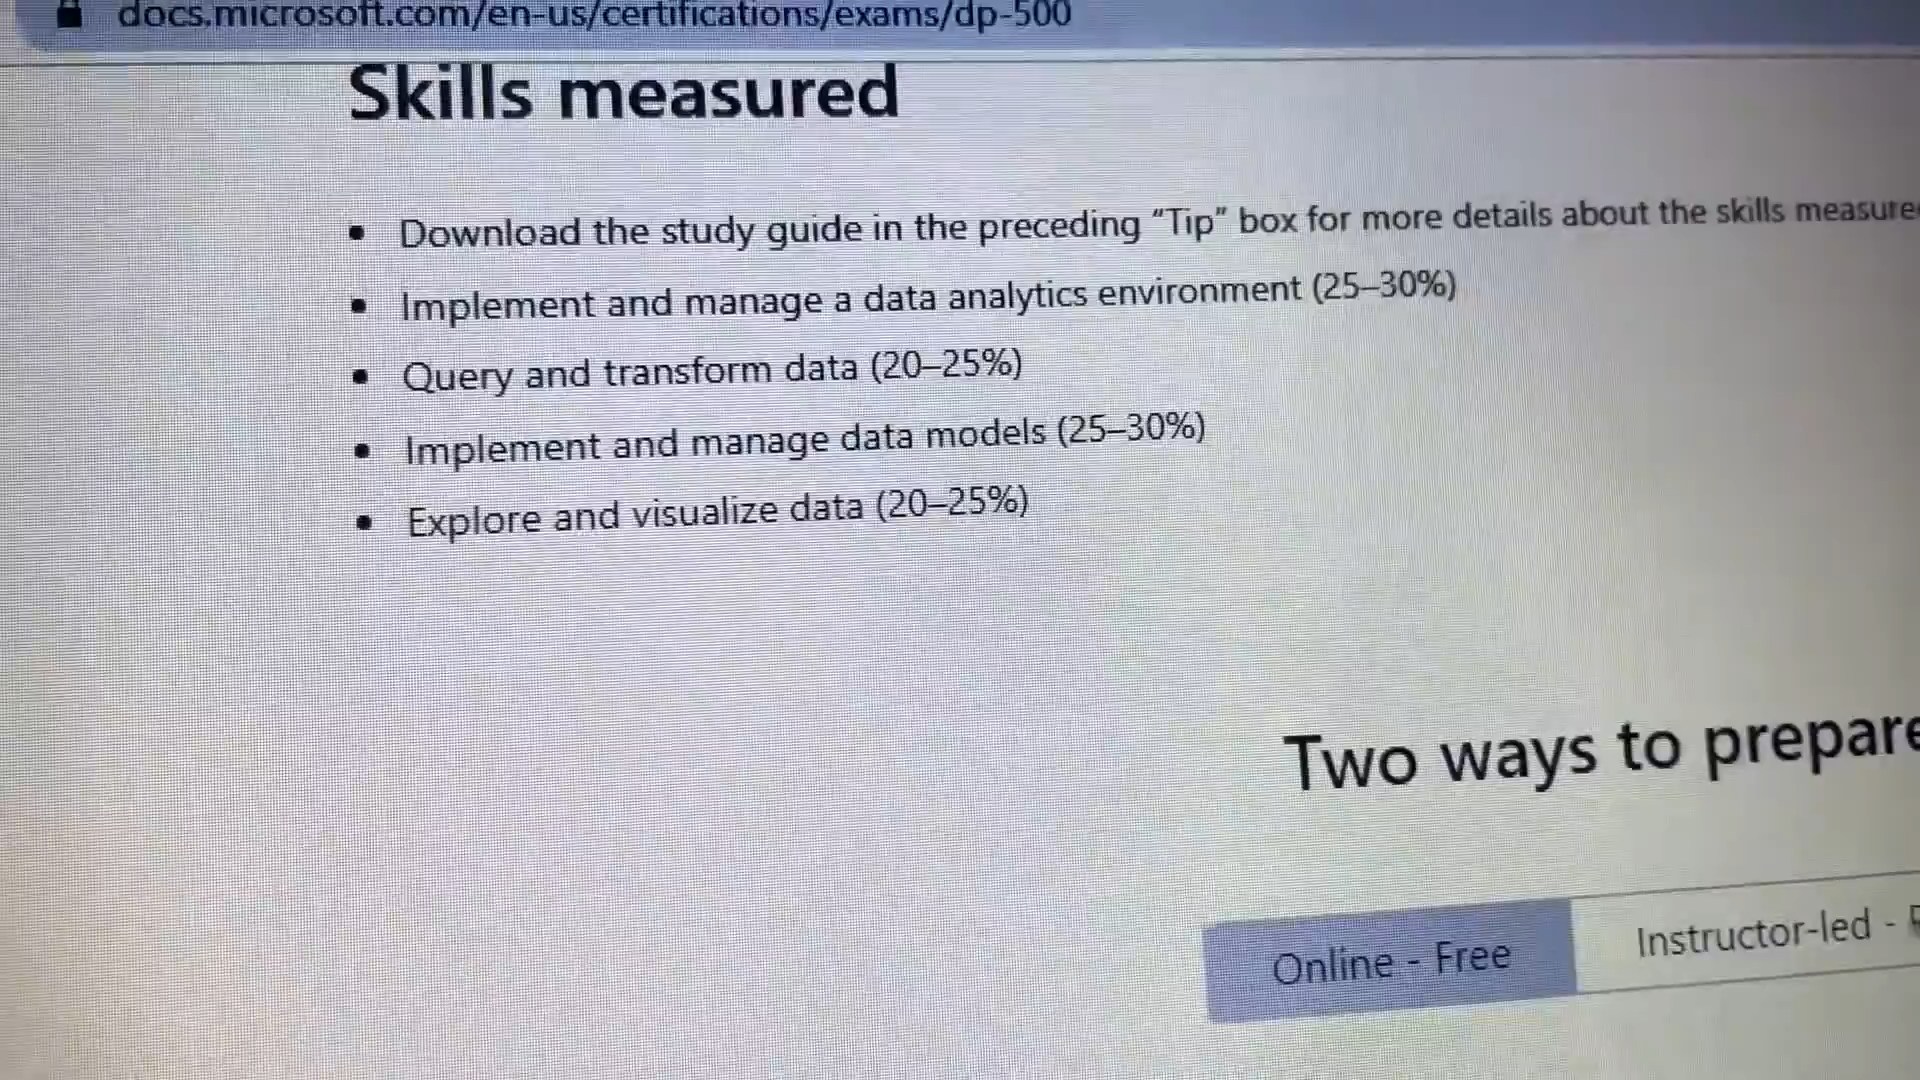 docs.microsoft.com/en-us/certifications/exams/dp-500
Skills measured
• Download the study guide in the preceding “Tip” box for more details about the skills measured
• Implement and manage a data analytics environment (25–30%)
• Query and transform data (20–25%)
• Implement and manage data models (25–30%)
• Explore and visualize data (20–25%)
Two ways to prepare
Online - Free
Instructor-led -